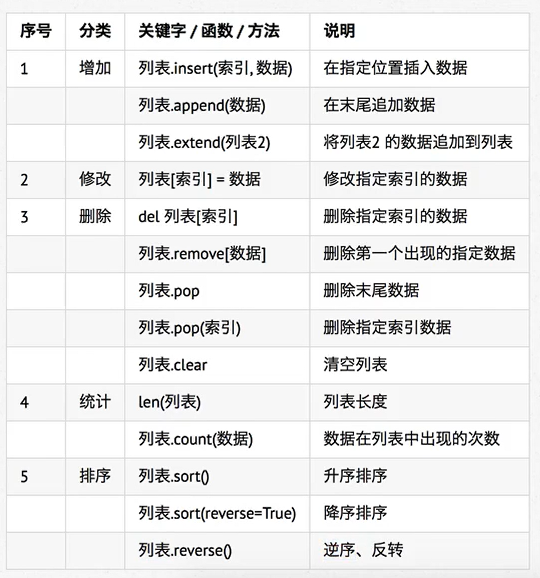 序号 分类 关键字 / 函数 / 方法 说明
1 增加 列表.insert(索引, 数据) 在指定位置插入数据
列表.append(数据) 在末尾追加数据
列表.extend(列表2) 将列表2 的数据追加到列表
2 修改 列表[索引] = 数据 修改指定索引的数据
3 删除 del 列表[索引] 删除指定索引的数据
列表.remove[数据] 删除第一个出现的指定数据
列表.pop 删除末尾数据
列表.pop(索引) 删除指定索引数据
列表.clear 清空列表
4 统计 len(列表) 列表长度
列表.count(数据) 数据在列表中出现的次数
5 排序 列表.sort() 升序排序
列表.sort(reverse=True) 降序排序
列表.reverse() 逆序、反转